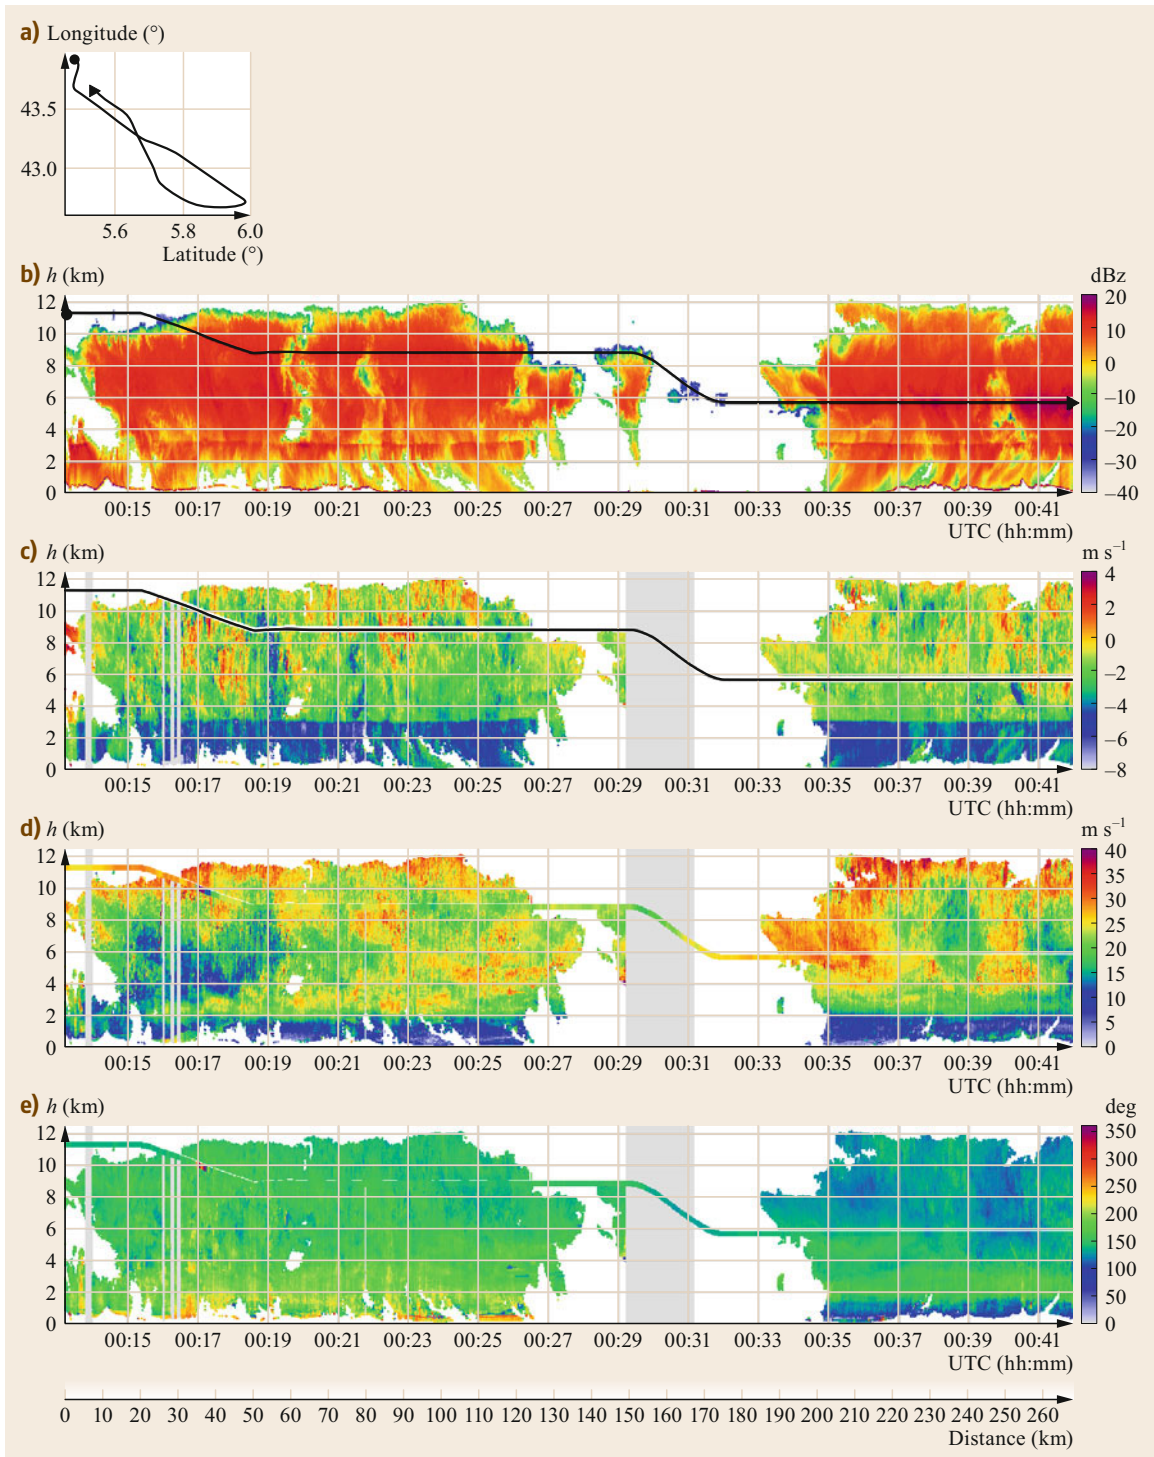 a) Longitude (°)
43.5
43.0
5.6 5.8 6.0
Latitude (°)
b) h (km) dBz
12 20
10 10
8 0
6 −10
4 −20
2 −30
0 −40
00:15 00:17 00:19 00:21 00:23 00:25 00:27 00:29 00:31 00:33 00:35 00:37 00:39 00:41
UTC (hh:mm)
c) h (km) m s−1
12 4
10 2
8 0
6 −2
4 −4
2 −6
0 −8
00:15 00:17 00:19 00:21 00:23 00:25 00:27 00:29 00:31 00:33 00:35 00:37 00:39 00:41
UTC (hh:mm)
d) h (km) m s−1
12 40
35
10 30
8 25
6 20
15
4 10
2 5
0 0
00:15 00:17 00:19 00:21 00:23 00:25 00:27 00:29 00:31 00:33 00:35 00:37 00:39 00:41
UTC (hh:mm)
e) h (km) deg
12 350
10 300
8 250
200
6 150
4 100
2 50
0 0
00:15 00:17 00:19 00:21 00:23 00:25 00:27 00:29 00:31 00:33 00:35 00:37 00:39 00:41
UTC (hh:mm)
0 10 20 30 40 50 60 70 80 90 100 110 120 130 140 150 160 170 180 190 200 210 220 230 240 250 260
Distance (km)